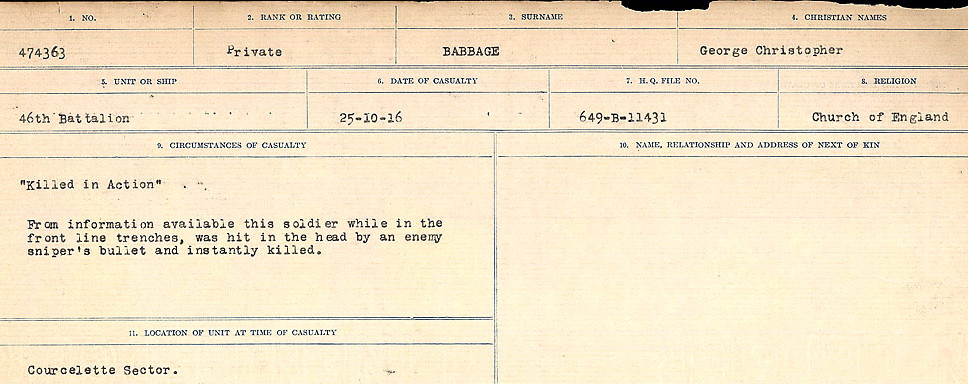 1. NO. 2. RANK OR RATING 3. SURNAME 4. CHRISTIAN NAMES
474363 Private BABBAGE George Christopher
5. UNIT OR SHIP 6. DATE OF CASUALTY 7. H. Q. FILE NO. 8. RELIGION
46th Battalion 25-10-16 649-B-11431 Church of England
9. CIRCUMSTANCES OF CASUALTY 10. NAME, RELATIONSHIP AND ADDRESS OF NEXT OF KIN
"Killed in Action"
From information available this soldier while in the
front line trenches, was hit in the head by an enemy
sniper's bullet and instantly killed.
11. LOCATION OF UNIT AT TIME OF CASUALTY
Courcelette Sector.